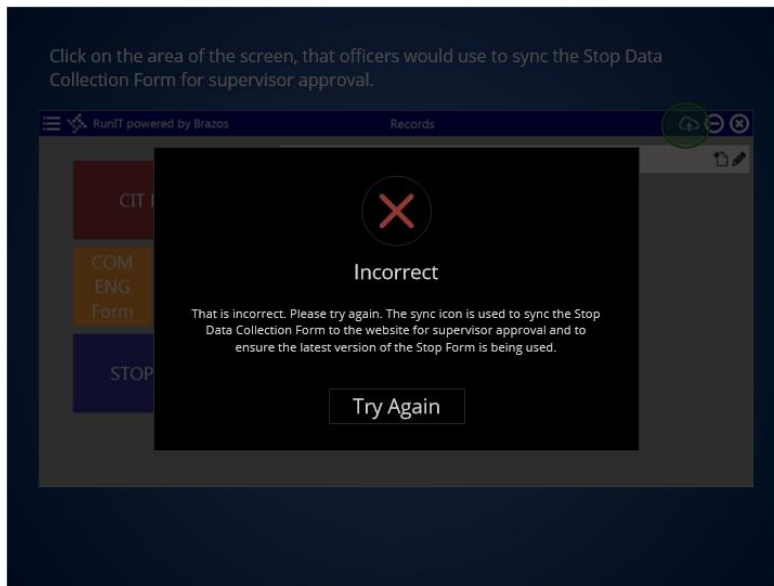 Click on the area of the screen, that officers would use to sync the Stop Data
Collection Form for supervisor approval.
RunIT powered by Brazos
Records
CIT
COM
ENG
Form
STOP
Incorrect
That is incorrect. Please try again. The sync icon is used to sync the Stop
Data Collection Form to the website for supervisor approval and to
ensure the latest version of the Stop Form is being used.
Try Again